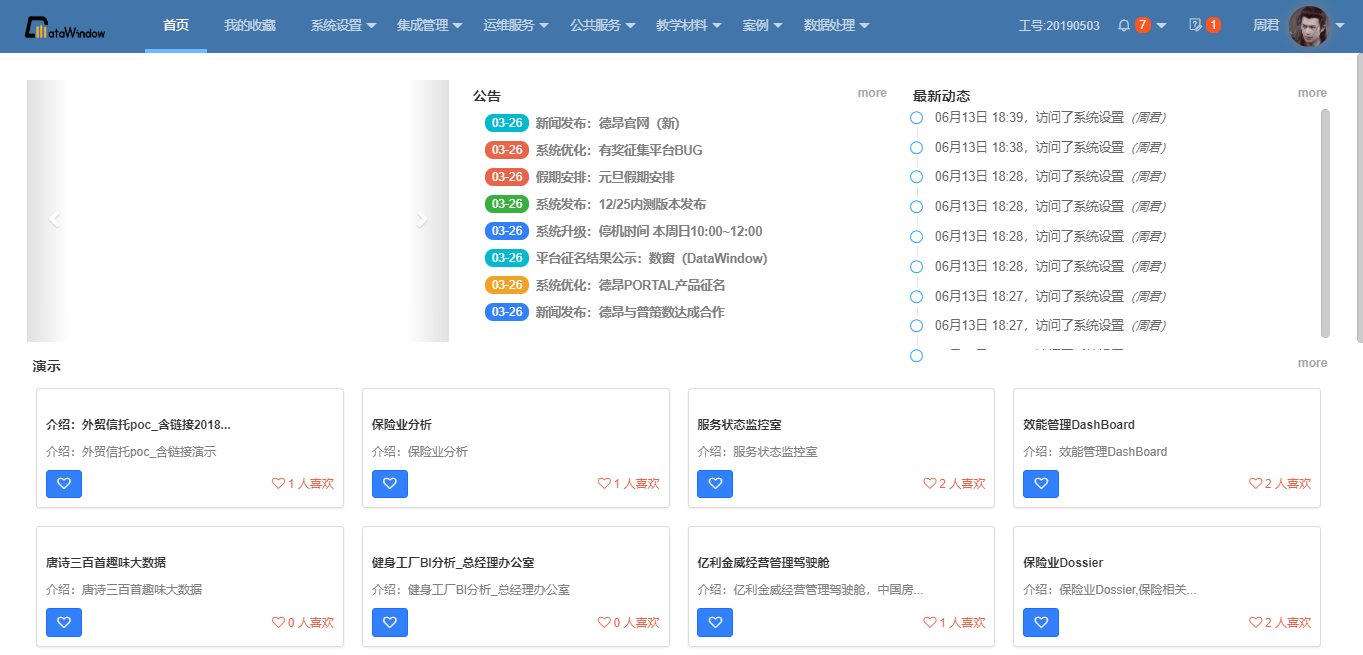 DataWindow 首页 我的收藏 系统设置 集成管理 运维服务 公共服务 教学材料 案例 数据处理 工号:20190503 7 1 周君
公告 more
03-26 新闻发布：德昂官网（新)
03-26 系统优化：有奖征集平台BUG
03-26 假期安排：元旦假期安排
03-26 系统发布：12/25内测版本发布
03-26 系统升级：停机时间 本周日10:00~12:00
03-26 平台征名结果公示：数窗（DataWindow)
03-26 系统优化：德昂PORTAL产品征名
03-26 新闻发布：德昂与普策数达成合作
最新动态 more
06月13日 18:39，访问了系统设置 （周君）
06月13日 18:38，访问了系统设置 （周君）
06月13日 18:28，访问了系统设置 （周君）
06月13日 18:28，访问了系统设置 （周君）
06月13日 18:28，访问了系统设置 （周君）
06月13日 18:28，访问了系统设置 （周君）
06月13日 18:27，访问了系统设置 （周君）
06月13日 18:27，访问了系统设置 （周君）
演示 more
介绍：外贸信托poc_含链接2018...
介绍：外贸信托poc_含链接演示
1 人喜欢
保险业分析
介绍：保险业分析
1 人喜欢
服务状态监控室
介绍：服务状态监控室
2 人喜欢
效能管理DashBoard
介绍：效能管理DashBoard
2 人喜欢
唐诗三百首趣味大数据
介绍：唐诗三百首趣味大数据
0 人喜欢
健身工厂BI分析_总经理办公室
介绍：健身工厂BI分析_总经理办公室
0 人喜欢
亿利金威经营管理驾驶舱
介绍：亿利金威经营管理驾驶舱，中国房...
1 人喜欢
保险业Dossier
介绍：保险业Dossier,保险相关...
2 人喜欢